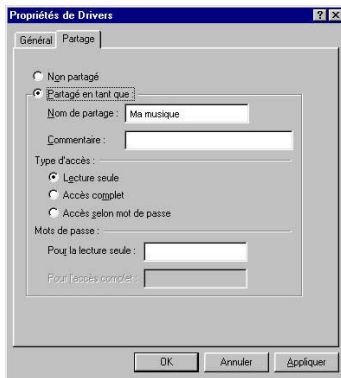 Propriétés de Drivers
Général Partage
Non partagé
Partagé en tant que :
Nom de partage : Ma musique
Commentaire :
Type d'accès :
Lecture seule
Accès complet
Accès selon mot de passe
Mots de passe :
Pour la lecture seule :
Pour l'accès complet :
OK Annuler Appliquer